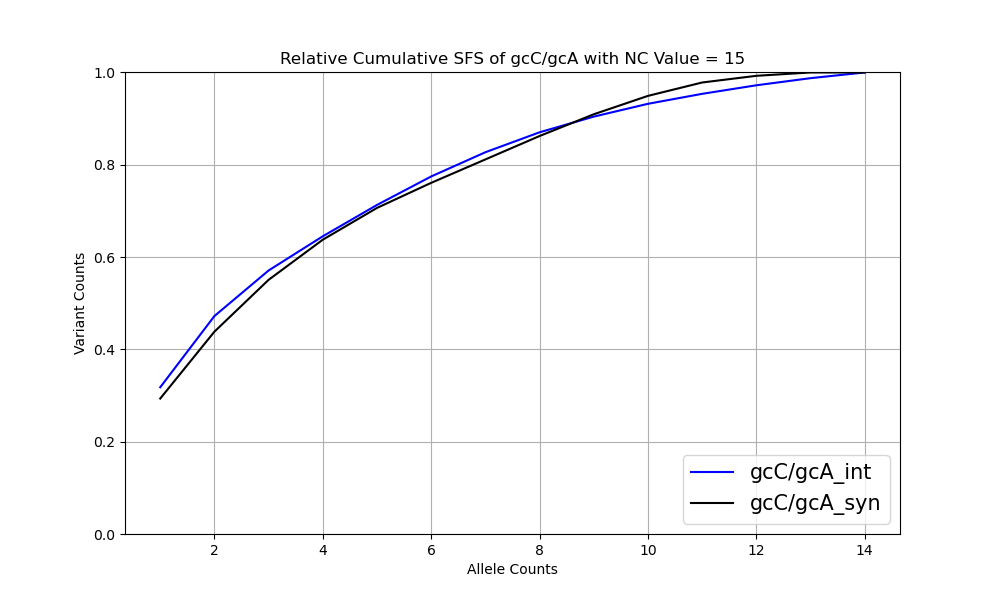 Relative Cumulative SFS of gcC/gcA with NC Value = 15
1.0
0.8
0.6
0.4
0.2
0.0
Variant Counts
gcC/gcA_int
gcC/gcA_syn
2 4 6 8 10 12 14
Allele Counts